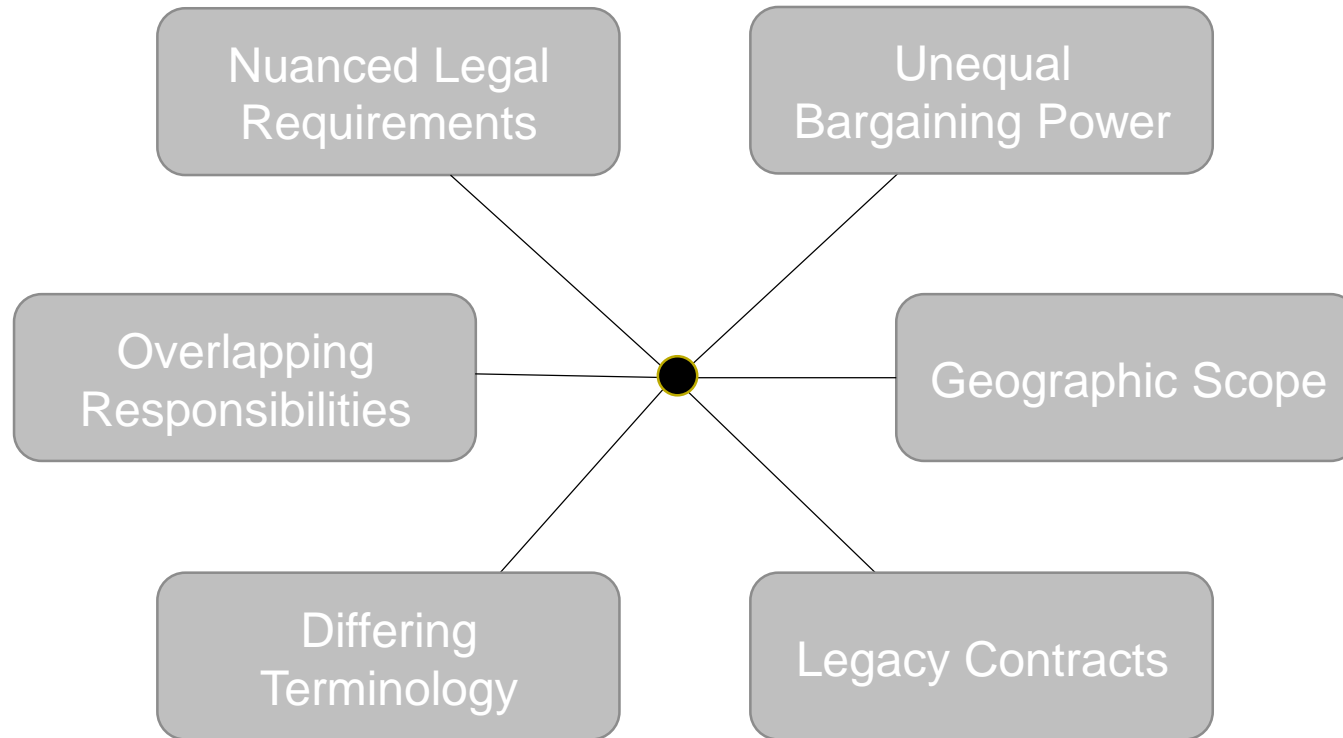 Nuanced Legal
Requirements
Unequal
Bargaining Power
Overlapping
Responsibilities
Geographic Scope
Differing
Terminology
Legacy Contracts